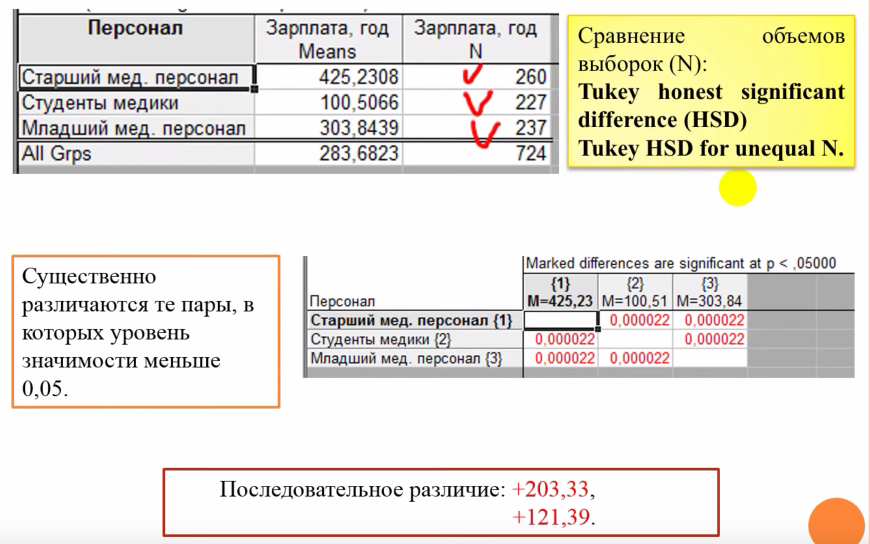 Персонал Зарплата, год Зарплата, год
Means N
Старший мед. персонал 425,2308 260
Студенты медики 100,5066 227
Младший мед. персонал 303,8439 237
All Grps 283,6823 724
Сравнение объемов
выборок (N):
Tukey honest significant
difference (HSD)
Tukey HSD for unequal N.
Существенно
различаются те пары, в
которых уровень
значимости меньше
0,05.
Marked differences are significant at p < ,05000
{1} {2} {3}
Персонал M=425,23 M=100,51 M=303,84
Старший мед. персонал {1} 0,000022 0,000022
Студенты медики {2} 0,000022 0,000022
Младший мед. персонал {3} 0,000022 0,000022
Последовательное различие: +203,33,
+121,39.